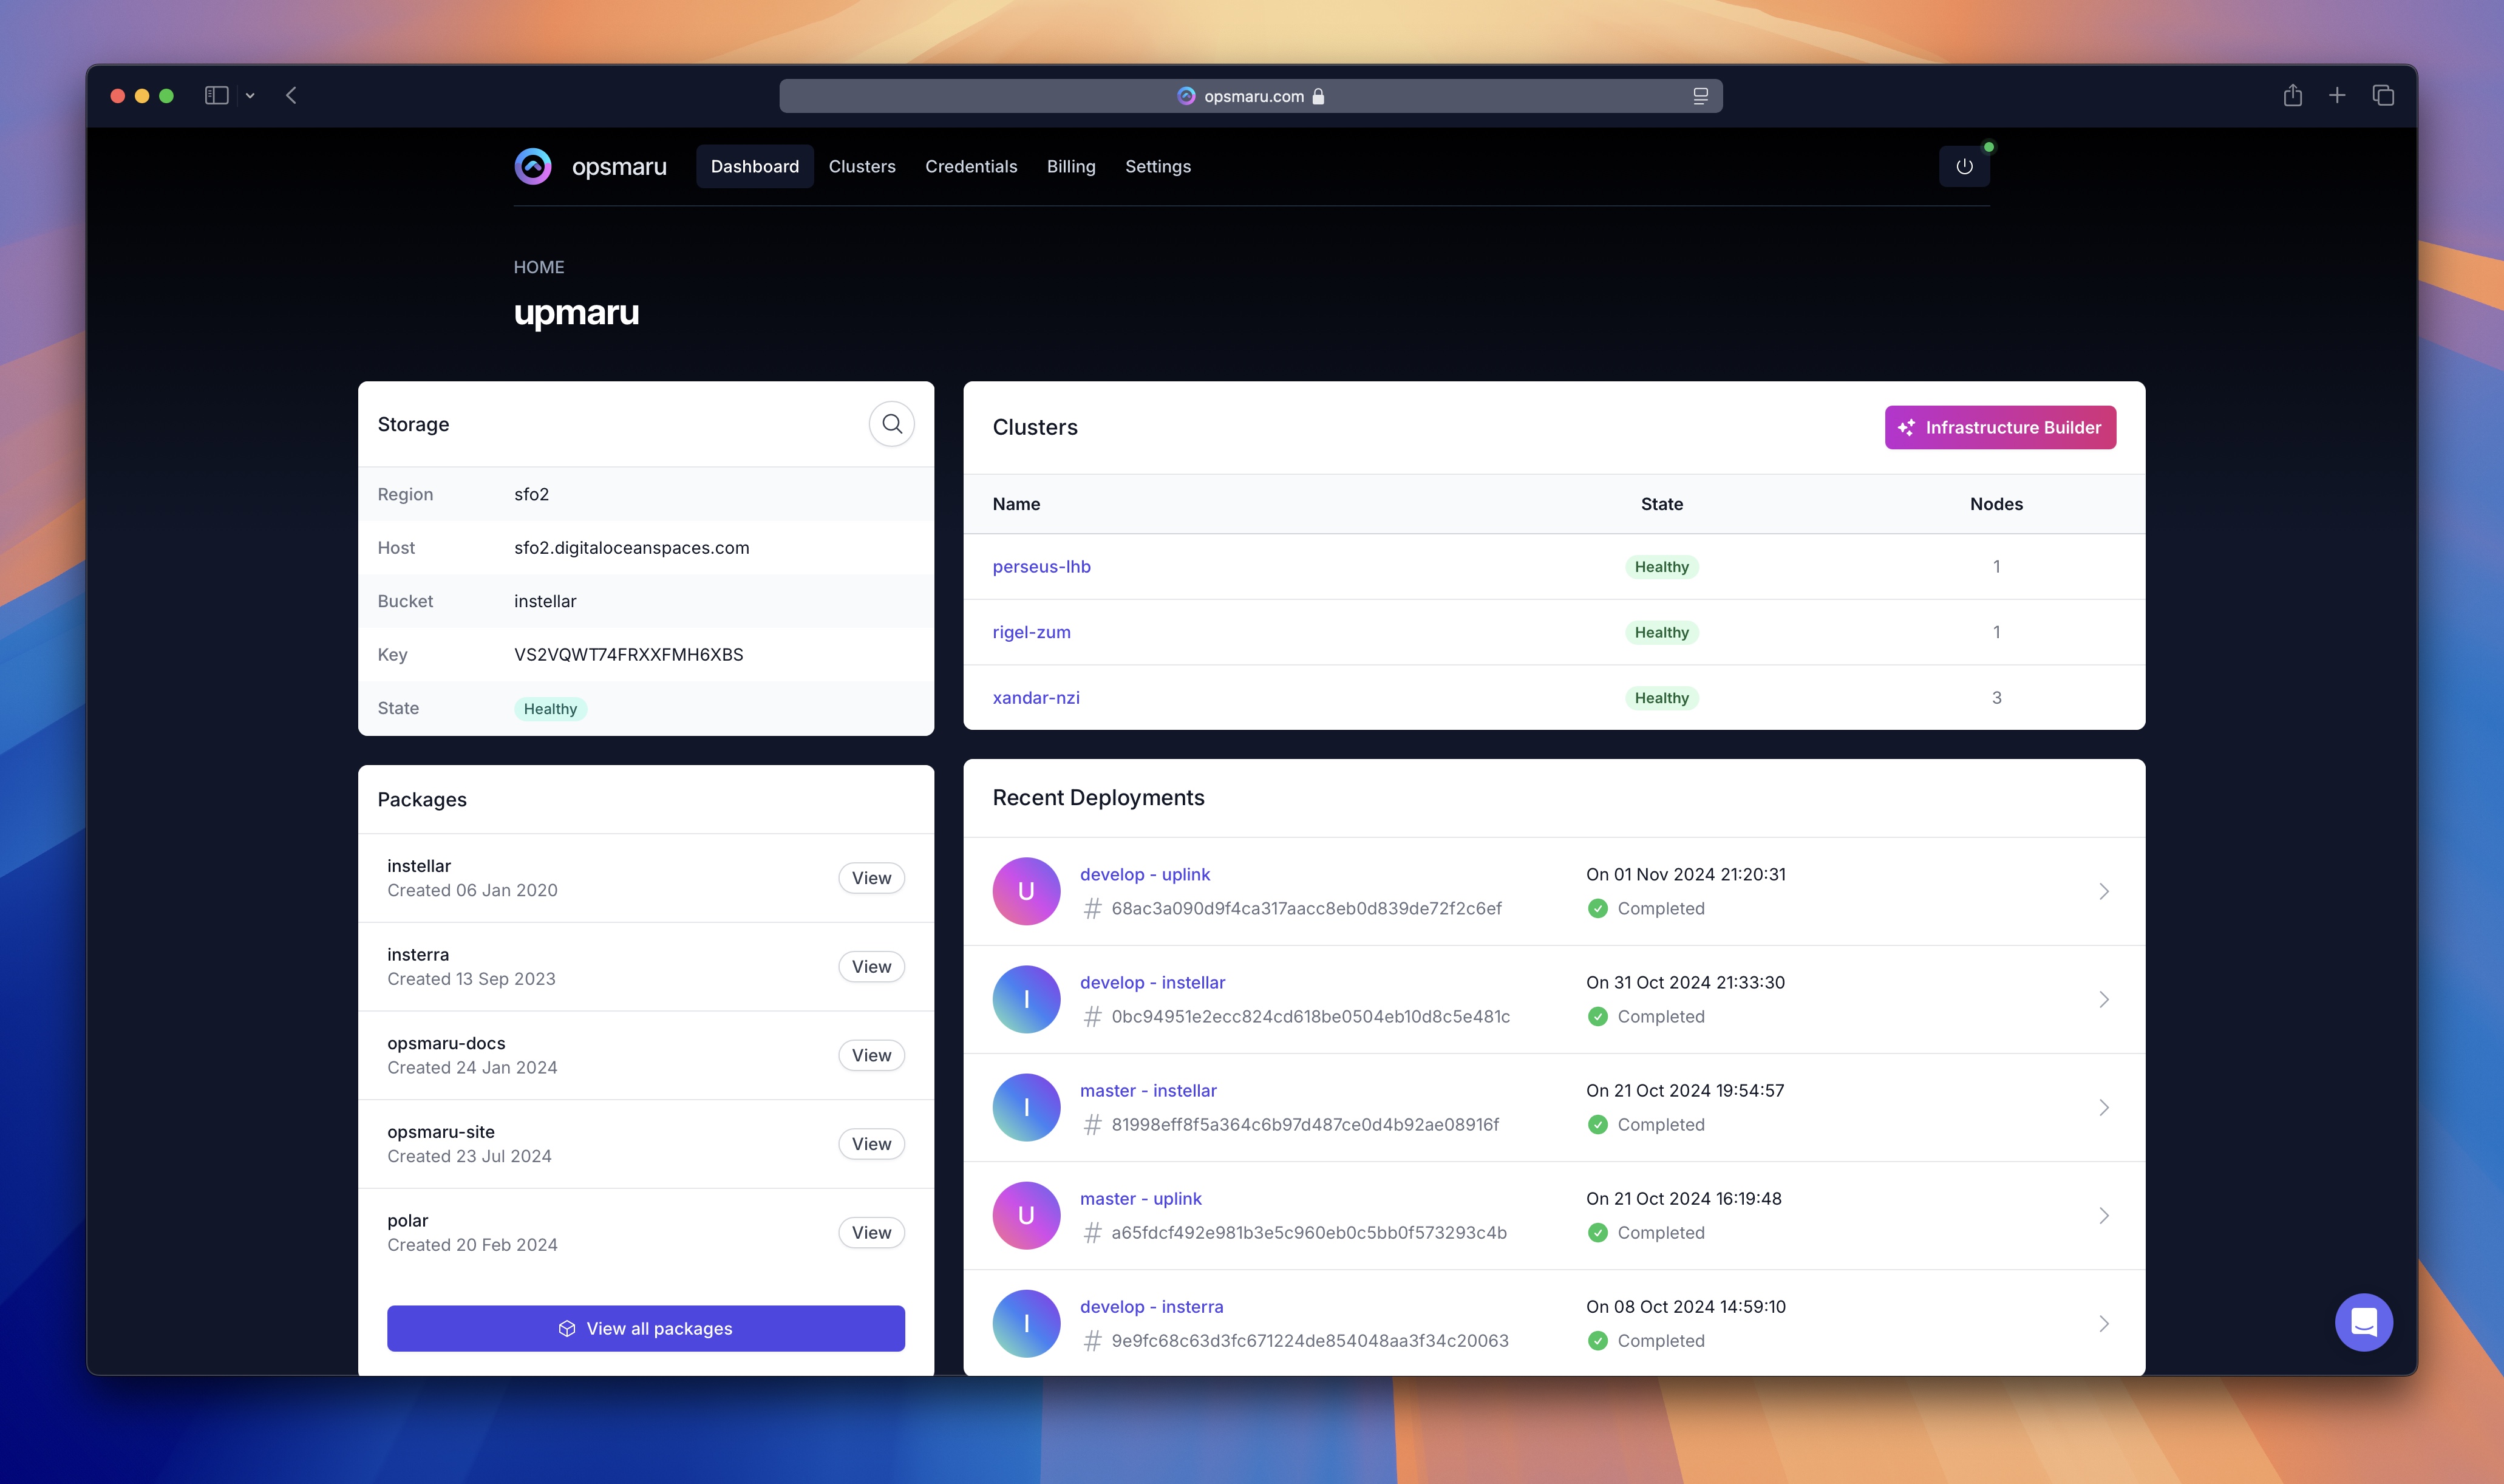 opsmaru.com
opsmaru
Dashboard
Clusters
Credentials
Billing
Settings
HOME
upmaru
Storage
Region sfo2
Host sfo2.digitaloceanspaces.com
Bucket instellar
Key VS2VQWT74FRXXFMH6XBS
State Healthy
Packages
instellar
Created 06 Jan 2020
View
insterra
Created 13 Sep 2023
View
opsmaru-docs
Created 24 Jan 2024
View
opsmaru-site
Created 23 Jul 2024
View
polar
Created 20 Feb 2024
View
View all packages
Clusters
Infrastructure Builder
Name State Nodes
perseus-lhb Healthy 1
rigel-zum Healthy 1
xandar-nzi Healthy 3
Recent Deployments
U
develop - uplink
# 68ac3a090d9f4ca317aacc8eb0d839de72f2c6ef
On 01 Nov 2024 21:20:31
Completed
I
develop - instellar
# 0bc94951e2ecc824cd618be0504eb10d8c5e481c
On 31 Oct 2024 21:33:30
Completed
I
master - instellar
# 81998eff8f5a364c6b97d487ce0d4b92ae08916f
On 21 Oct 2024 19:54:57
Completed
U
master - uplink
# a65fdcf492e981b3e5c960eb0c5bb0f573293c4b
On 21 Oct 2024 16:19:48
Completed
I
develop - insterra
# 9e9fc68c63d3fc671224de854048aa3f34c20063
On 08 Oct 2024 14:59:10
Completed